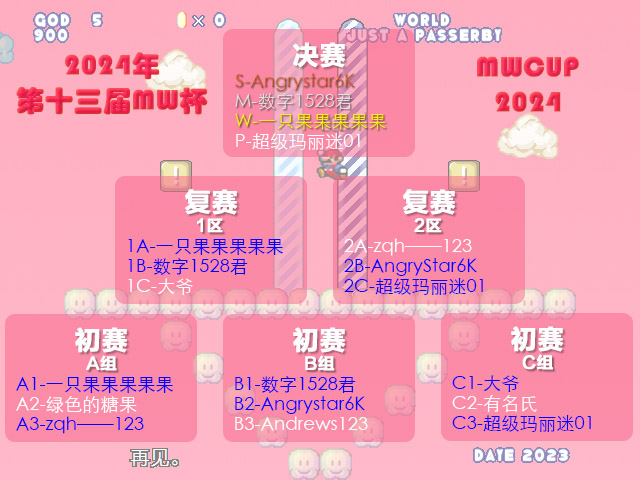 GOD 5
900
× 0
WORLD
JUST A PASSERBY
2024年
第十三届MW杯
MWCUP
2024
决赛
S-Angrystar6K
M-数字1528君
W-一只果果果果果
P-超级玛丽迷01
!
!
复赛
1区
1A-一只果果果果果
1B-数字1528君
1C-大爷
复赛
2区
2A-zqh——123
2B-AngryStar6K
2C-超级玛丽迷01
初赛
A组
A1-一只果果果果果
A2-绿色的糖果
A3-zqh——123
初赛
B组
B1-数字1528君
B2-Angrystar6K
B3-Andrews123
初赛
C组
C1-大爷
C2-有名氏
C3-超级玛丽迷01
再见。
DATE 2023